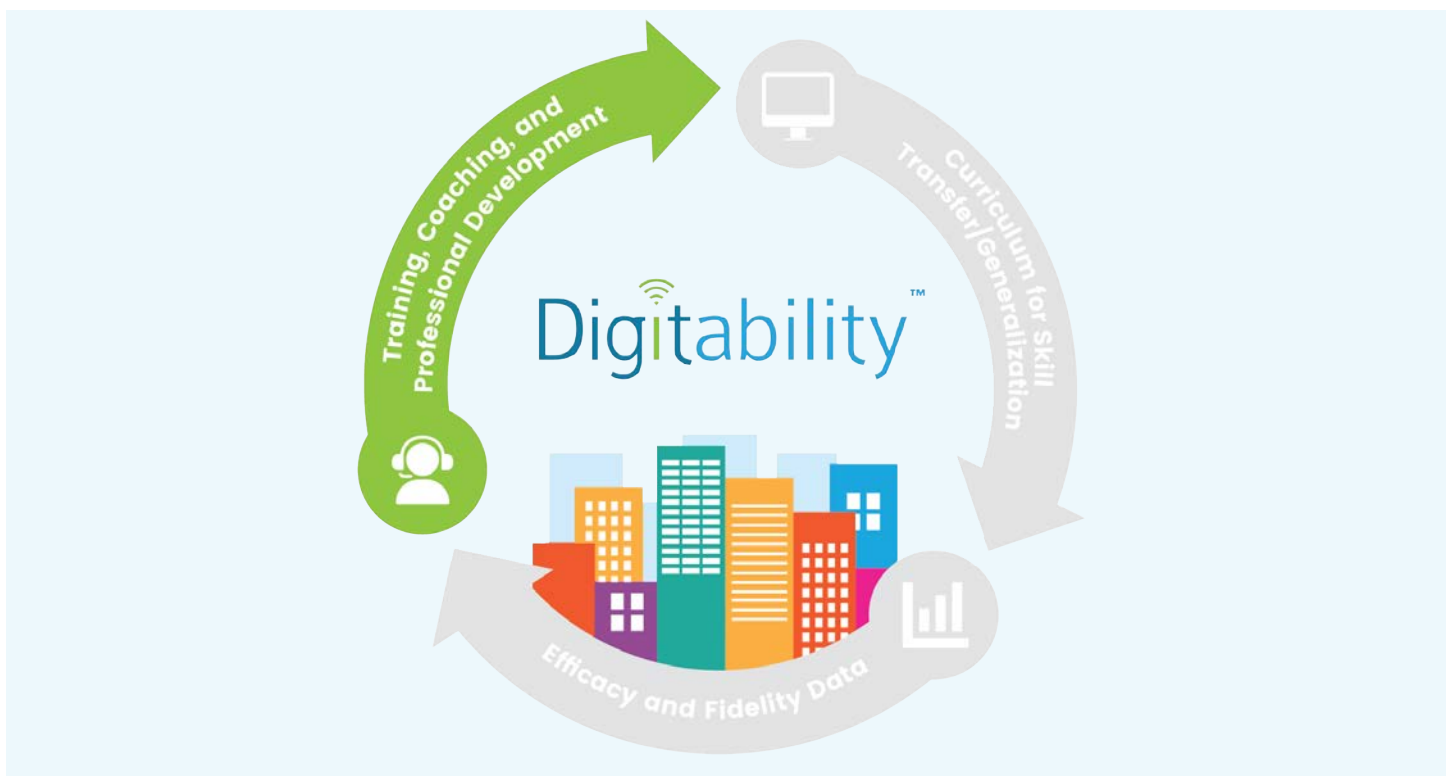 Training, Coaching, and
Professional Development
Curriculum for Skill
Transfer/Generalization
Digitability™
Efficacy and Fidelity Data